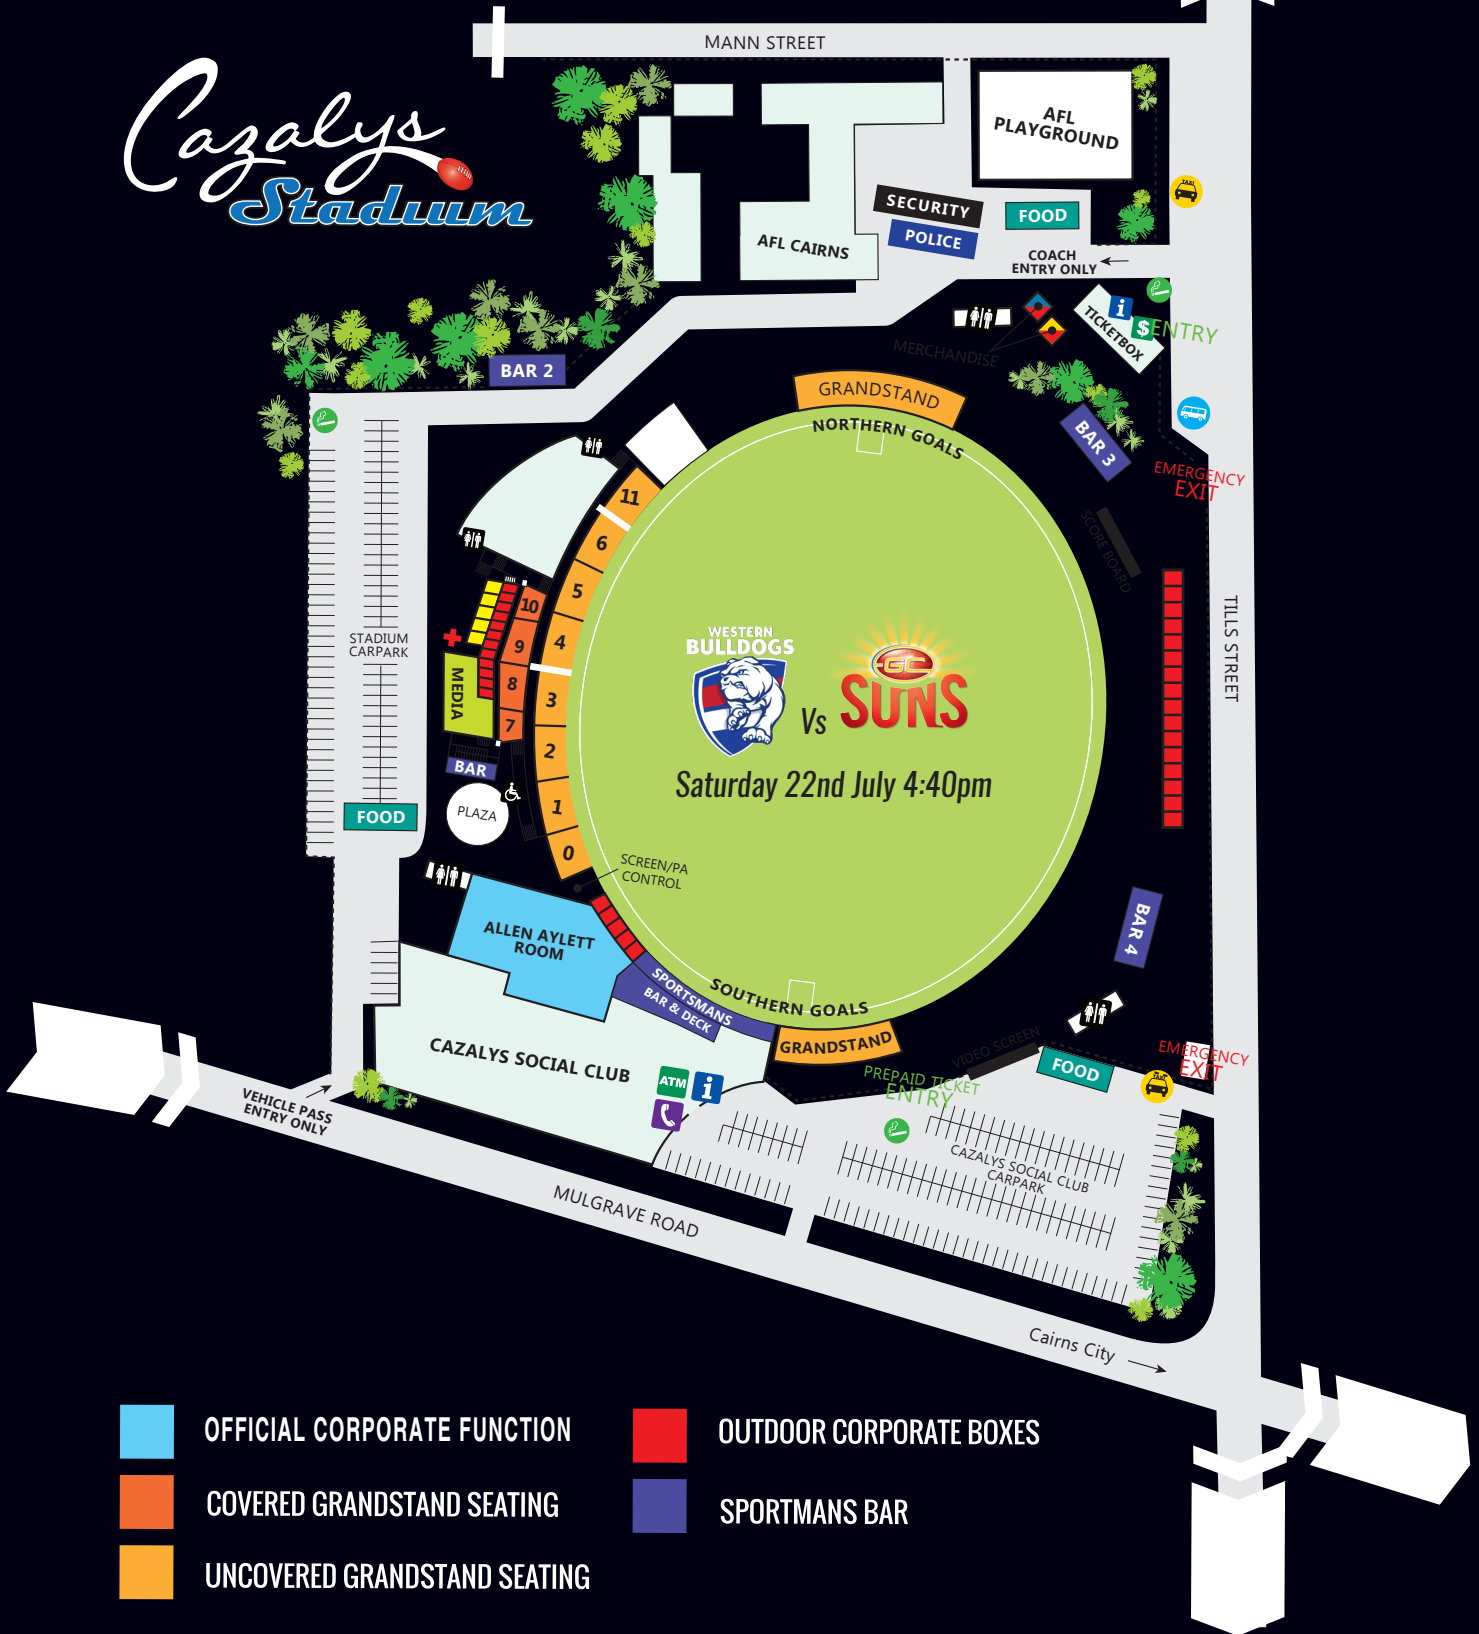 MANN STREET
Cazalys
Stadium
AFL
PLAYGROUND
TAXI
SECURITY
POLICE
FOOD
AFL CAIRNS
COACH
ENTRY ONLY
i
$
TICKETBOX
ENTRY
MERCHANDISE
BAR 2
GRANDSTAND
NORTHERN GOALS
BAR 3
EMERGENCY
EXIT
SCORE BOARD
11
6
5
4
3
2
1
0
10
9
8
7
STADIUM
CARPARK
MEDIA
BAR
PLAZA
FOOD
WESTERN
BULLDOGS
Vs
GC
SUNS
Saturday 22nd July 4:40pm
TILLS STREET
SCREEN/PA
CONTROL
ALLEN AYLETT
ROOM
SPORTSMANS
BAR & DECK
SOUTHERN GOALS
GRANDSTAND
BAR 4
VIDEO SCREEN
FOOD
EMERGENCY
EXIT
TAXI
CAZALYS SOCIAL CLUB
ATM
i
PREPAID TICKET
ENTRY
VEHICLE PASS
ENTRY ONLY
CAZALYS SOCIAL CLUB
CARPARK
MULGRAVE ROAD
Cairns City
OFFICIAL CORPORATE FUNCTION
COVERED GRANDSTAND SEATING
UNCOVERED GRANDSTAND SEATING
OUTDOOR CORPORATE BOXES
SPORTMANS BAR